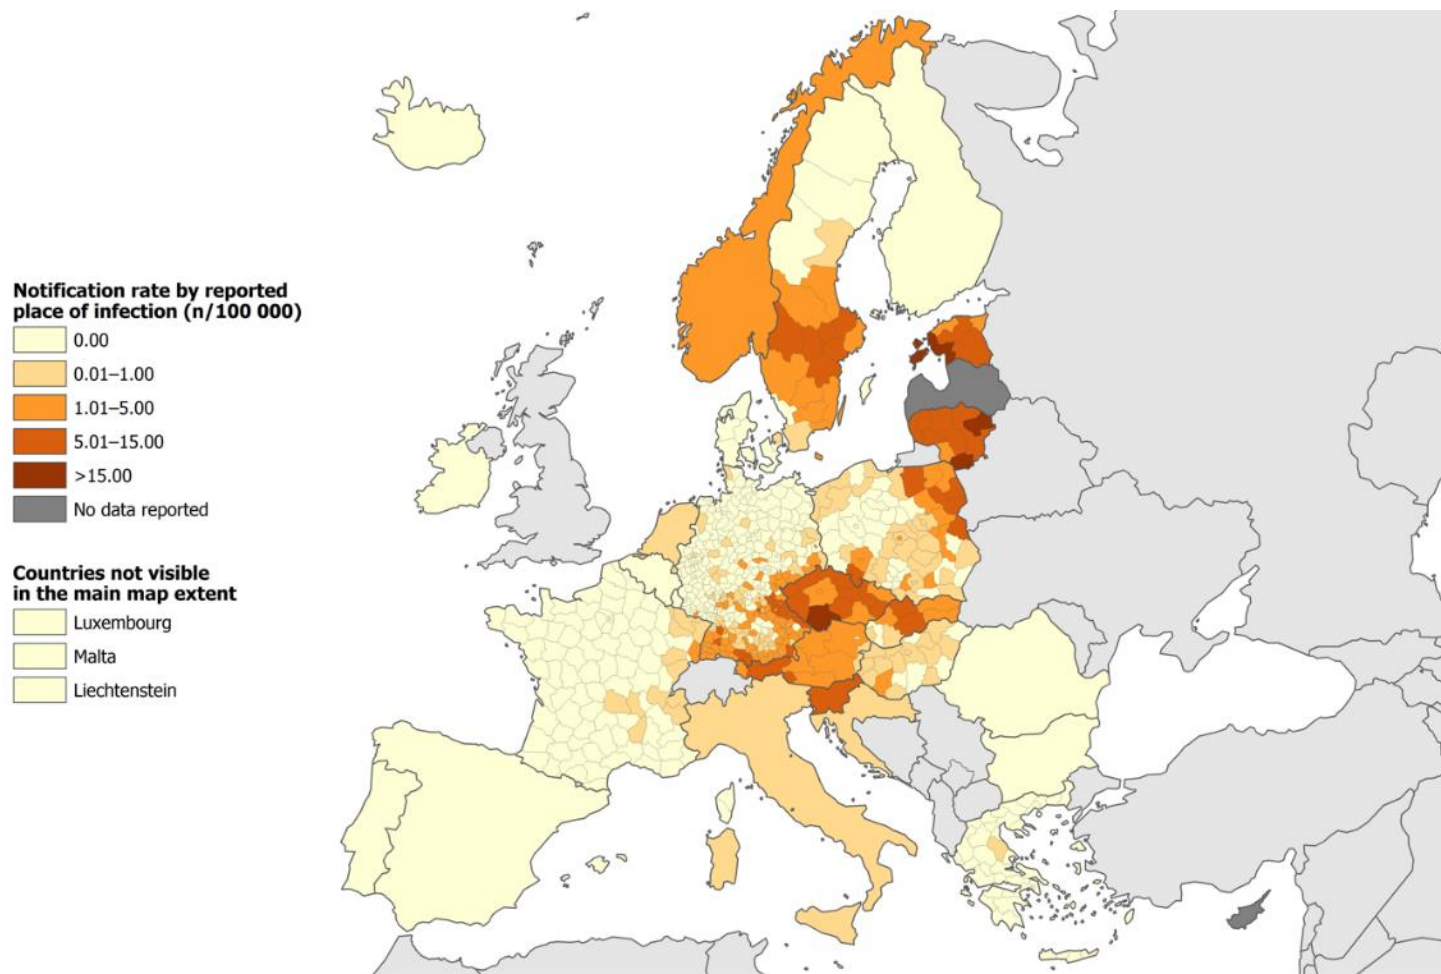 Notification rate by reported
place of infection (n/100 000)
0.00
0.01–1.00
1.01–5.00
5.01–15.00
>15.00
No data reported
Countries not visible
in the main map extent
Luxembourg
Malta
Liechtenstein